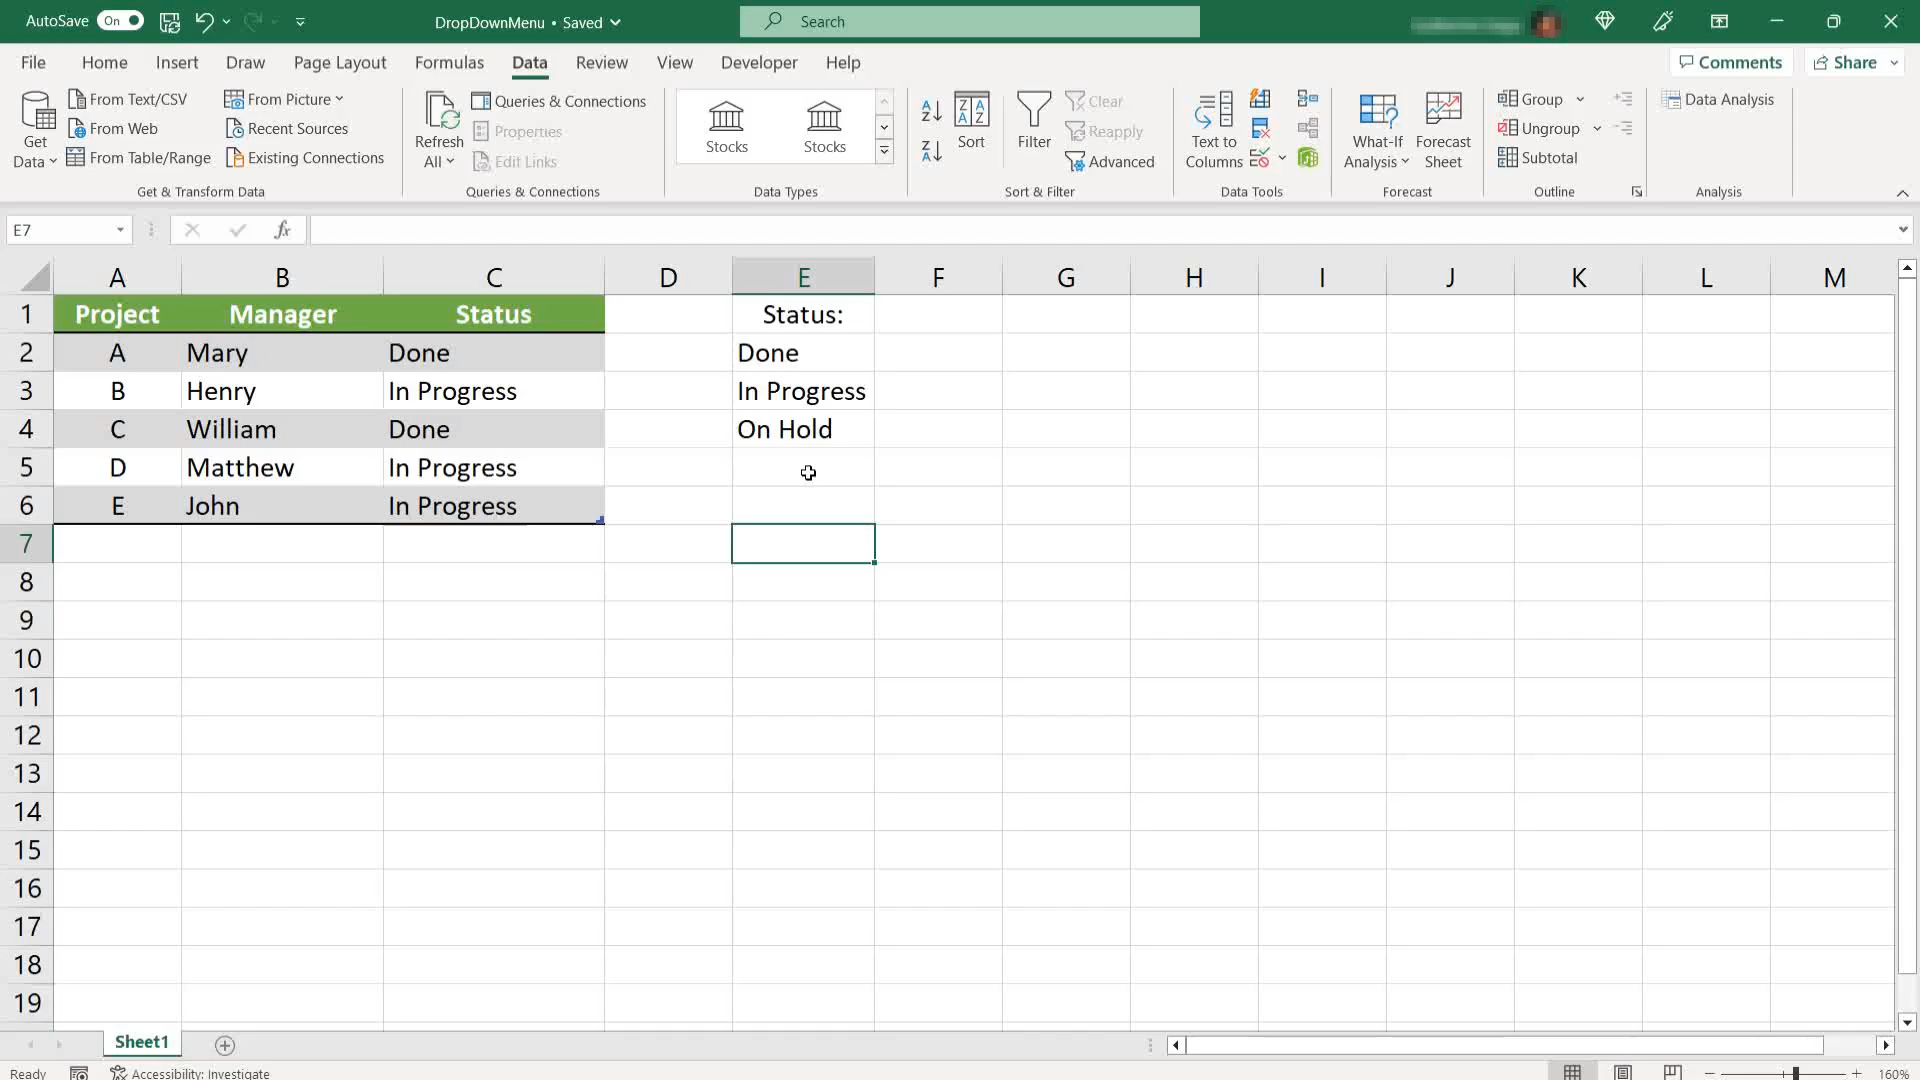 AutoSave On DropDownMenu • Saved Search
File Home Insert Draw Page Layout Formulas Data Review View Developer Help Comments Share
Get Data
From Text/CSV
From Web
From Table/Range
From Picture
Recent Sources
Existing Connections
Get & Transform Data
Refresh All
Queries & Connections
Properties
Edit Links
Queries & Connections
Stocks Stocks
Data Types
Sort
Filter
Clear
Reapply
Advanced
Sort & Filter
Text to Columns
Data Tools
What-If Analysis
Forecast Sheet
Forecast
Group
Ungroup
Subtotal
Outline
Data Analysis
Analysis
E7 fx
A B C D E F G H I J K L M
1 Project Manager Status Status:
2 A Mary Done Done
3 B Henry In Progress In Progress
4 C William Done On Hold
5 D Matthew In Progress
6 E John In Progress
7
8
9
10
11
12
13
14
15
16
17
18
19
Sheet1
Ready Accessibility: Investigate 160%